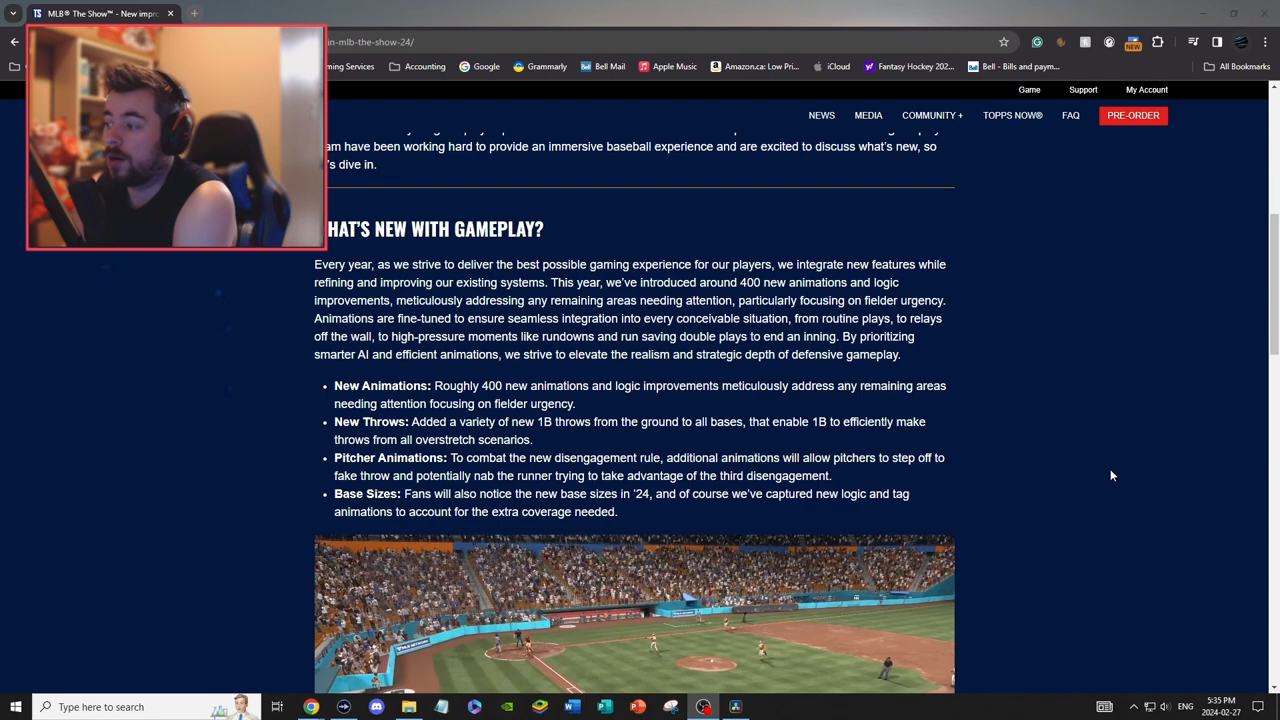 MLB® The Show™ - New impr
in-mlb-the-show-24/
NEW
ming Services
Accounting
Google
Grammarly
Bell Mail
Apple Music
Amazon.ca: Low Pri...
iCloud
Fantasy Hockey 202...
Bell - Bills and paym...
All Bookmarks
Game Support My Account
NEWS MEDIA COMMUNITY + TOPPS NOW® FAQ PRE-ORDER
am have been working hard to provide an immersive baseball experience and are excited to discuss what's new, so
's dive in.
HAT'S NEW WITH GAMEPLAY?
Every year, as we strive to deliver the best possible gaming experience for our players, we integrate new features while
refining and improving our existing systems. This year, we've introduced around 400 new animations and logic
improvements, meticulously addressing any remaining areas needing attention, particularly focusing on fielder urgency.
Animations are fine-tuned to ensure seamless integration into every conceivable situation, from routine plays, to relays
off the wall, to high-pressure moments like rundowns and run saving double plays to end an inning. By prioritizing
smarter AI and efficient animations, we strive to elevate the realism and strategic depth of defensive gameplay.
• New Animations: Roughly 400 new animations and logic improvements meticulously address any remaining areas
needing attention focusing on fielder urgency.
• New Throws: Added a variety of new 1B throws from the ground to all bases, that enable 1B to efficiently make
throws from all overstretch scenarios.
• Pitcher Animations: To combat the new disengagement rule, additional animations will allow pitchers to step off to
fake throw and potentially nab the runner trying to take advantage of the third disengagement.
• Base Sizes: Fans will also notice the new base sizes in '24, and of course we've captured new logic and tag
animations to account for the extra coverage needed.
Type here to search
ENG
5:35 PM
2024-02-27